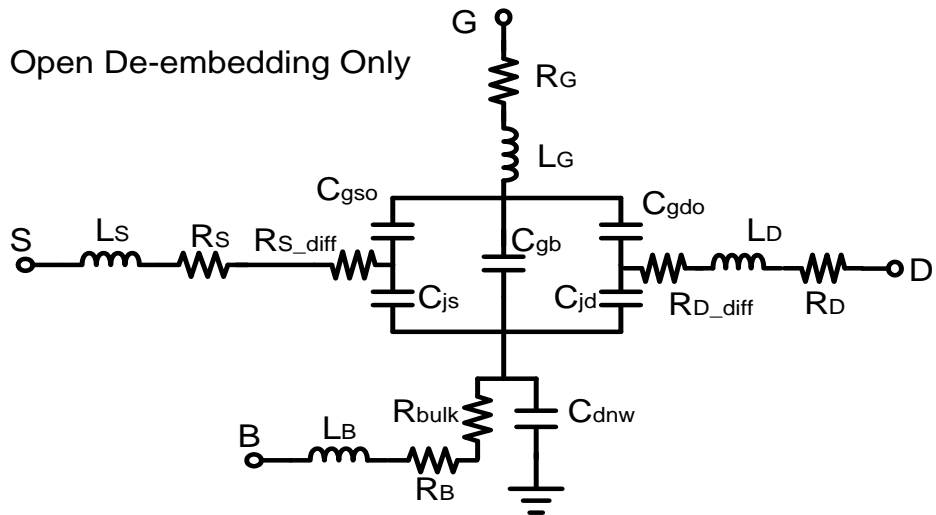 G
Open De-embedding Only
RG
LG
Cgso
Cgdo
S
LS
RS
RS_diff
Cgb
LD
D
Cjs
Cjd
RD_diff
RD
Rbulk
Cdnw
B
LB
RB